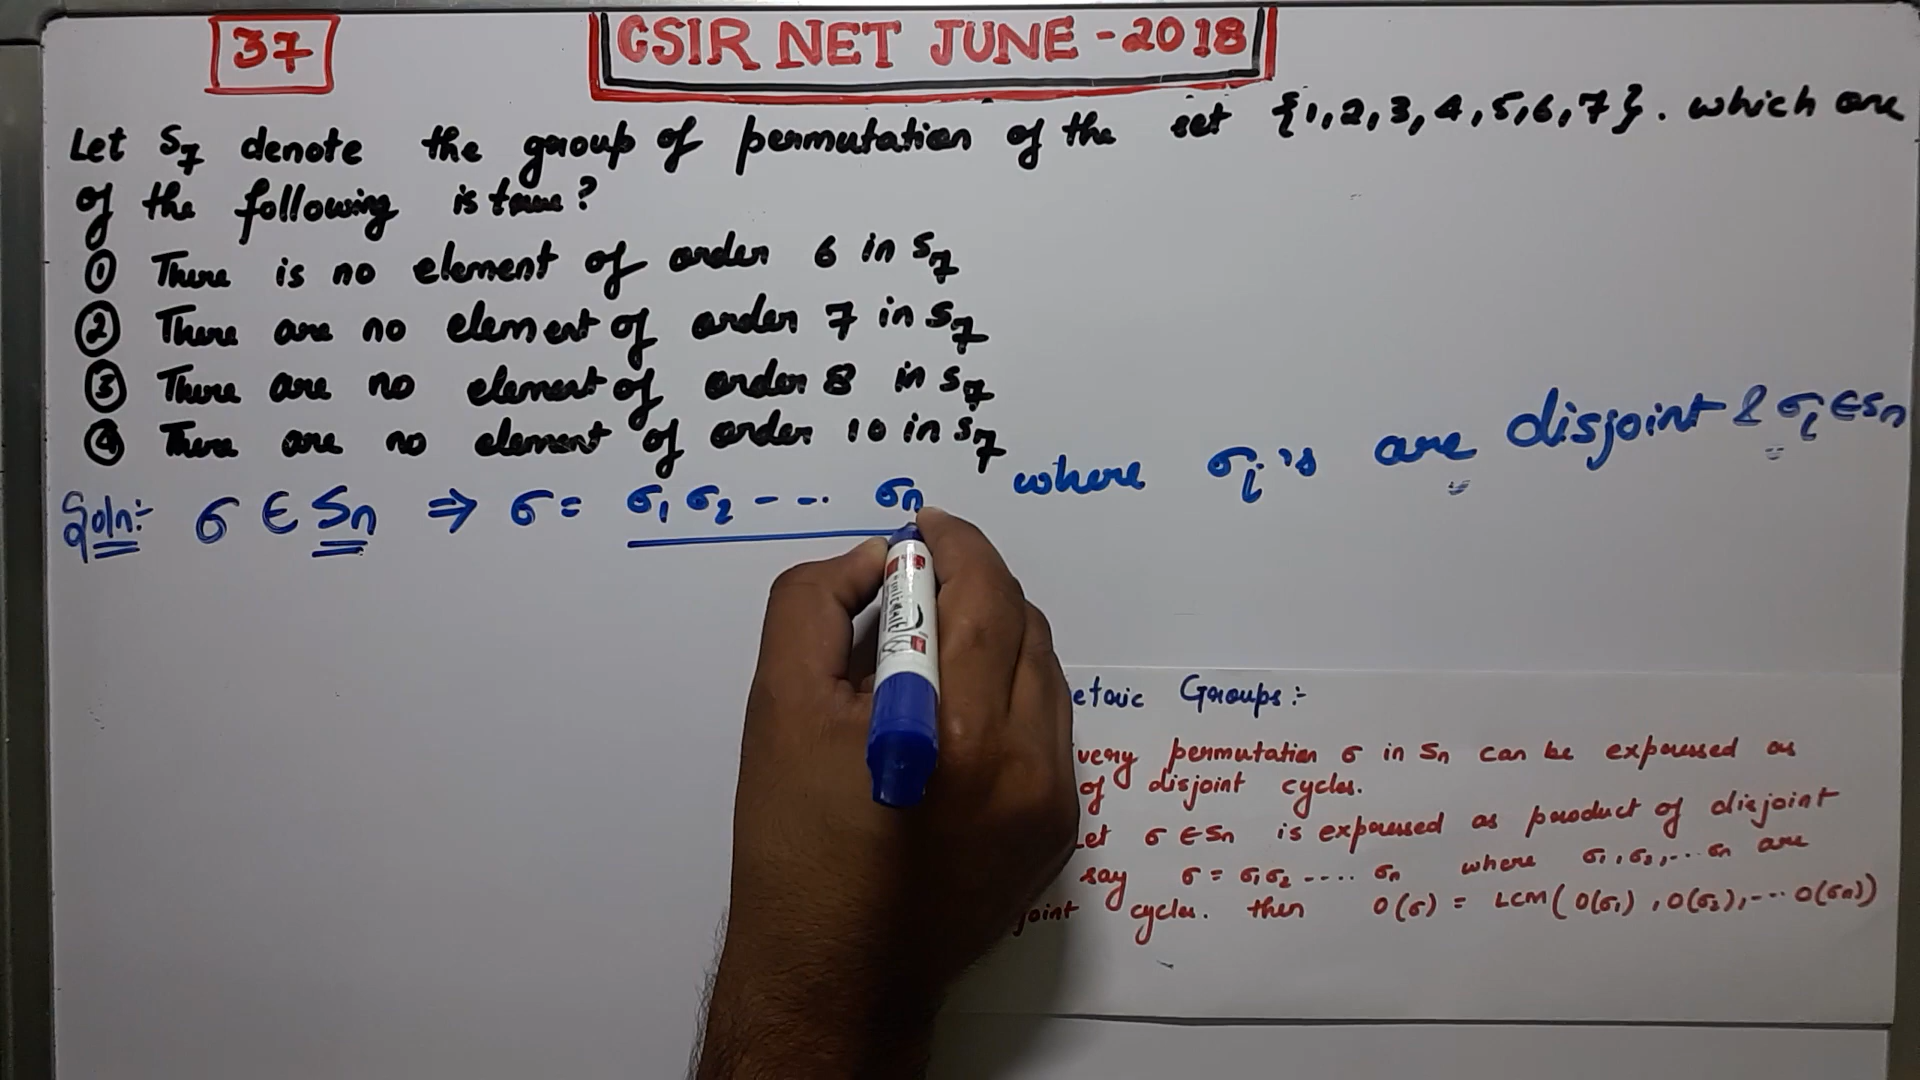 37
CSIR NET JUNE - 2018
Let S7 denote the group of permutation of the set {1,2,3,4,5,6,7}. which are
of the following is true?
① There is no element of order 6 in S7
② There are no element of order 7 in S7
③ There are no element of order 8 in S7
④ There are no element of order 10 in S7
Soln:- σ ∈ Sn ⇒ σ = σ1 σ2 - - -- σn where σi's are disjoint & σi ∈ Sn
etric Groups:-
very permutation σ in Sn can be expressed as
of disjoint cycles.
Let σ ∈ Sn is expressed as product of disjoint
say σ = σ1σ2 ---- σn where σ1, σ2, ... σn are
joint cycles. then O(σ) = LCM(O(σ1), O(σ2), --- O(σn))